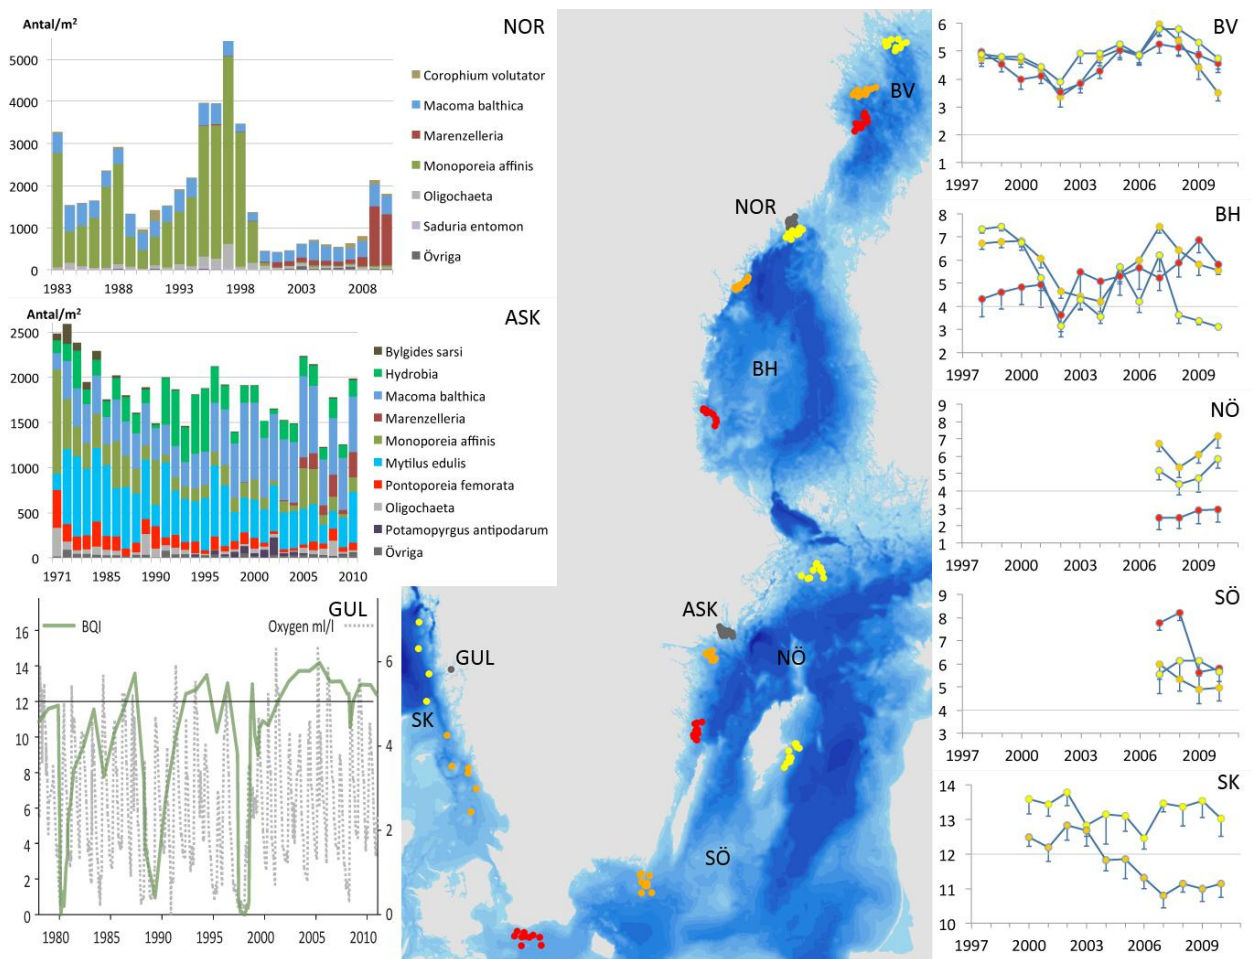 Antal/m²
NOR
5000
4000
3000
2000
1000
0
1983
1988
1993
1998
2003
2008
Corophium volutator
Macoma balthica
Marenzelleria
Monoporeia affinis
Oligochaeta
Saduria entomon
Övriga
Antal/m²
ASK
2500
2000
1500
1000
500
0
1971
1985
1990
1995
2000
2005
2010
Bylgides sarsi
Hydrobia
Macoma balthica
Marenzelleria
Monoporeia affinis
Mytilus edulis
Pontoporeia femorata
Oligochaeta
Potamopyrgus antipodarum
Övriga
GUL
BQI
Oxygen ml/l
16
14
12
10
8
6
4
2
0
6
4
2
0
1980
1985
1990
1995
2000
2005
2010
BV
NOR
BH
ASK
NÖ
GUL
SK
SÖ
BV
6
5
4
3
2
1
1997
2000
2003
2006
2009
BH
8
7
6
5
4
3
2
1997
2000
2003
2006
2009
NÖ
9
8
7
6
5
4
3
2
1
1997
2000
2003
2006
2009
SÖ
9
8
7
6
5
4
3
1997
2000
2003
2006
2009
SK
14
13
12
11
10
1997
2000
2003
2006
2009